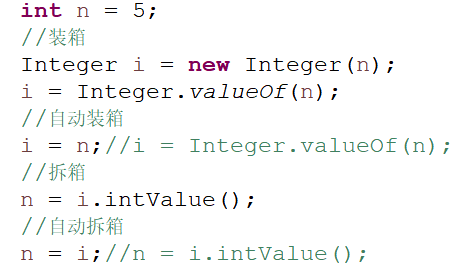 int n = 5;
//装箱
Integer i = new Integer(n);
i = Integer.valueOf(n);
//自动装箱
i = n;//i = Integer.valueOf(n);
//拆箱
n = i.intValue();
//自动拆箱
n = i;//n = i.intValue();